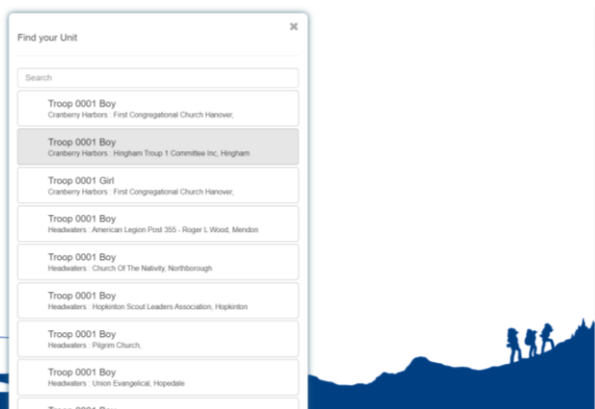 Find your Unit
Search
Troop 0001 Boy
Cranberry Harbors : First Congregational Church Hanover,
Troop 0001 Boy
Cranberry Harbors : Hingham Troup 1 Committee Inc, Hingham
Troop 0001 Girl
Cranberry Harbors : First Congregational Church Hanover,
Troop 0001 Boy
Headwaters : American Legion Post 355 - Roger L Wood, Mendon
Troop 0001 Boy
Headwaters : Church Of The Nativity, Northborough
Troop 0001 Boy
Headwaters : Hopkinton Scout Leaders Association, Hopkinton
Troop 0001 Boy
Headwaters : Pilgrim Church,
Troop 0001 Boy
Headwaters : Union Evangelical, Hopedale
Troop 0001 Boy